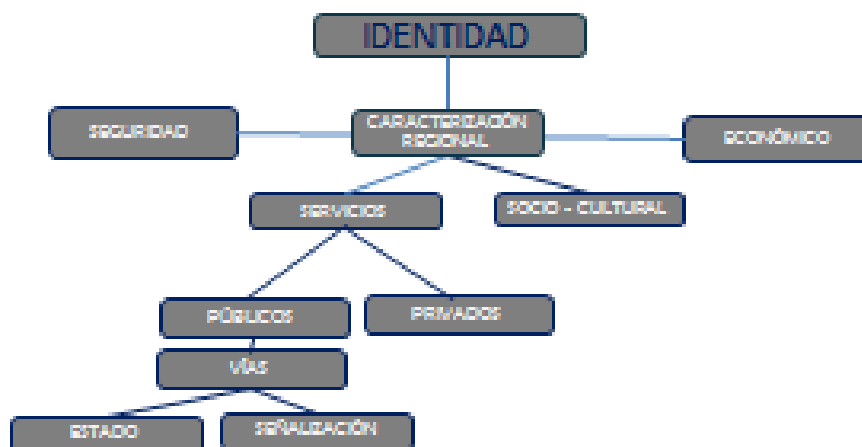 IDENTIDAD
SEGURIDAD
CARACTERIZACIÓN
REGIONAL
ECONÓMICO
SERVICIOS
SOCIO - CULTURAL
PÚBLICOS
PRIVADOS
VÍAS
ESTADO
SEÑALIZACIÓN